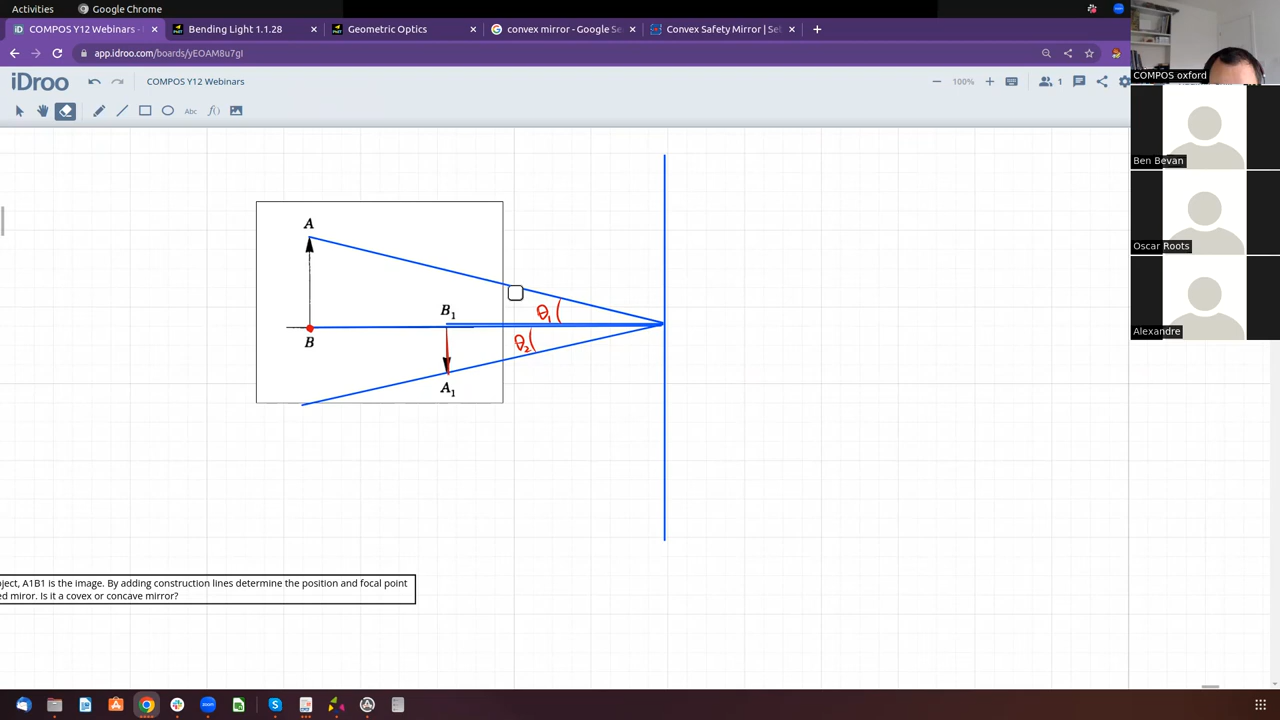 Activities
Google Chrome
COMPOS Y12 Webinars -
Bending Light 1.1.28
Geometric Optics
convex mirror - Google Se
Convex Safety Mirror | Se
app.idroo.com/boards/yEOAM8u7gI
iDroo
COMPOS Y12 Webinars
100%
1
Abc
f()
A
B
B1
A1
θ1
θ2
ject, A1B1 is the image. By adding construction lines determine the position and focal point
ed miror. Is it a covex or concave mirror?
COMPOS oxford
Ben Bevan
Oscar Roots
Alexandre